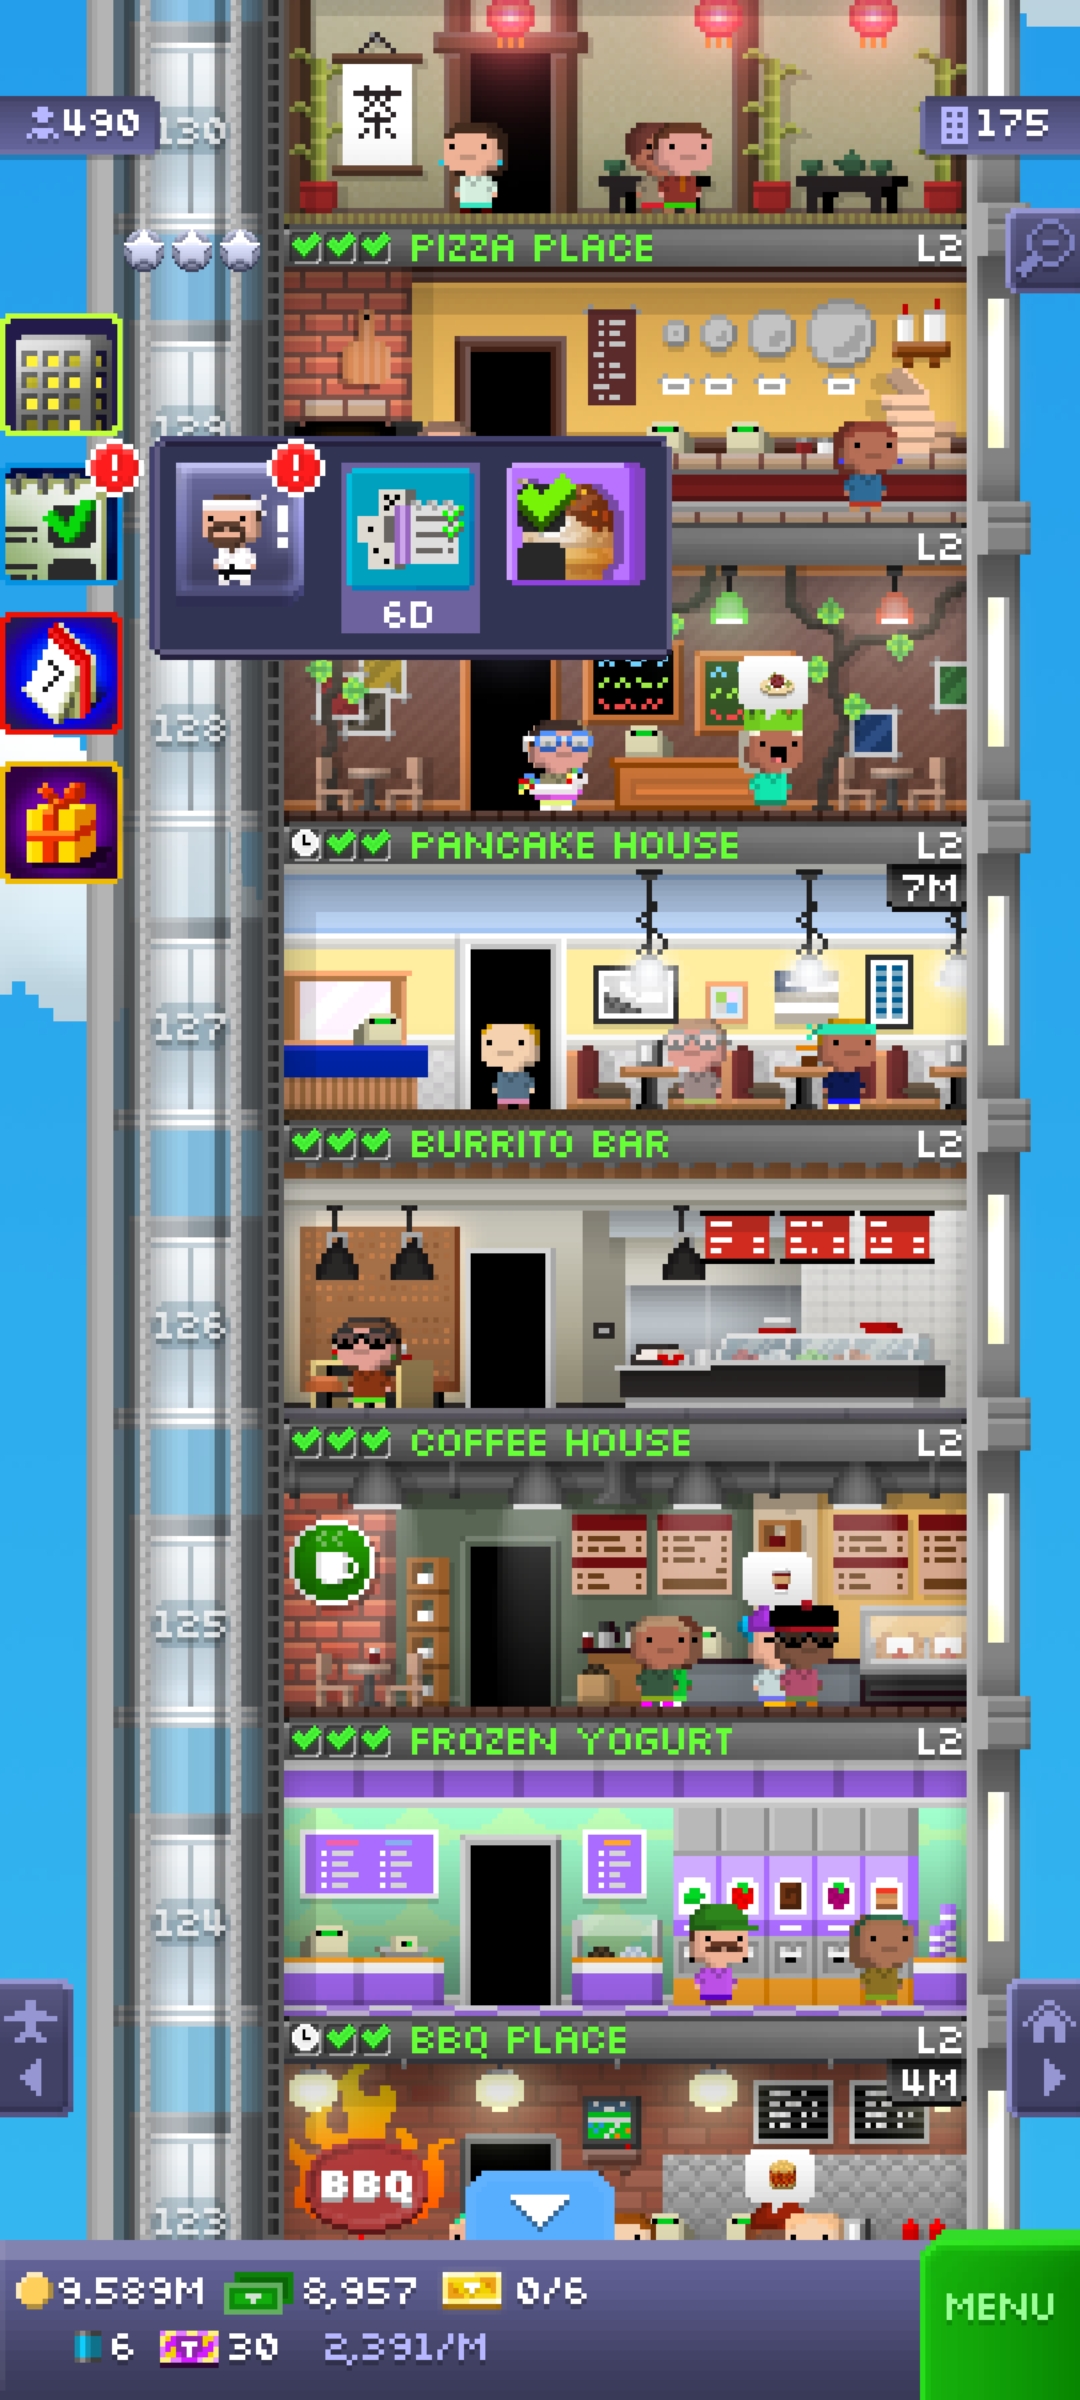 490
130
175
茶
PIZZA PLACE
L2
129
L2
!
6D
128
PANCAKE HOUSE
L2
7M
127
BURRITO BAR
L2
126
COFFEE HOUSE
L2
125
FROZEN YOGURT
L2
124
BBQ PLACE
L2
4M
BBQ
123
9.589M 8,957 0/6
6 T 30 2,391/M
MENU